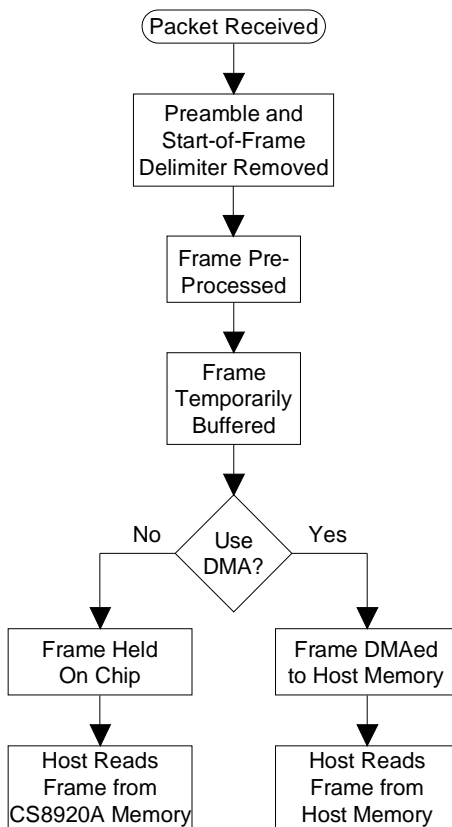 Packet Received
Preamble and
Start-of-Frame
Delimiter Removed
Frame Pre-
Processed
Frame
Temporarily
Buffered
No
Use
DMA?
Yes
Frame Held
On Chip
Frame DMAed
to Host Memory
Host Reads
Frame from
CS8920A Memory
Host Reads
Frame from
Host Memory